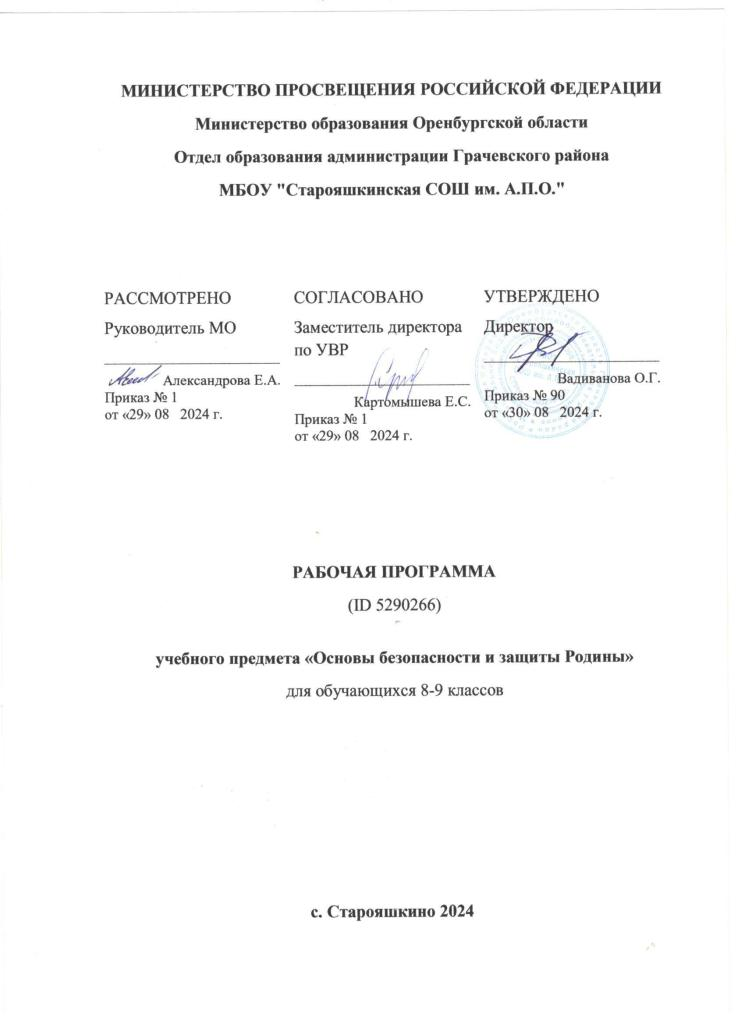 МИНИСТЕРСТВО ПРОСВЕЩЕНИЯ РОССИЙСКОЙ ФЕДЕРАЦИИ
Министерство образования Оренбургской области
Отдел образования администрации Грачевского района
МБОУ "Старояшкинская СОШ им. А.П.О."
РАССМОТРЕНО
Руководитель МО
Александрова Е.А.
Приказ № 1
от «29» 08 2024 г.
СОГЛАСОВАНО
Заместитель директора
по УВР
Картомышева Е.С.
Приказ № 1
от «29» 08 2024 г.
УТВЕРЖДЕНО
Директор
Вадиванова О.Г.
Приказ № 90
от «30» 08 2024 г.
РАБОЧАЯ ПРОГРАММА
(ID 5290266)
учебного предмета «Основы безопасности и защиты Родины»
для обучающихся 8-9 классов
с. Старояшкино 2024